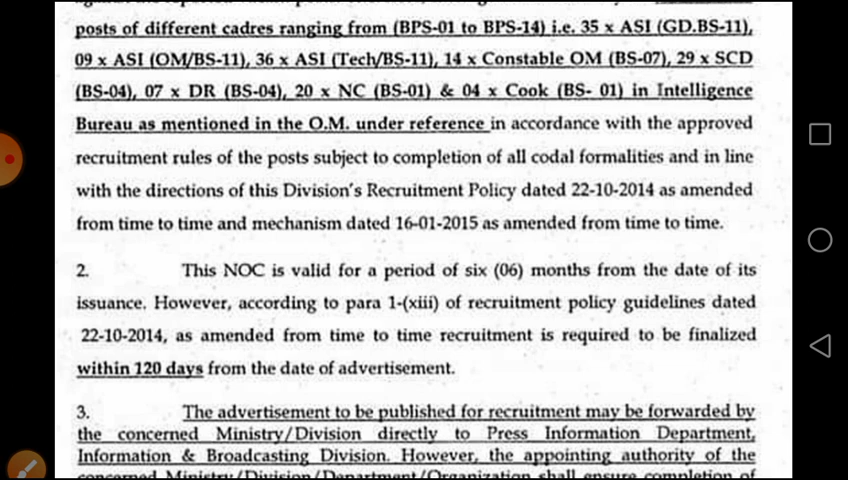 posts of different cadres ranging from (BPS-01 to BPS-14) i.e. 35 x ASI (GD.BS-11),
09 x ASI (OM/BS-11), 36 x ASI (Tech/BS-11), 14 x Constable OM (BS-07), 29 x SCD
(BS-04), 07 x DR (BS-04), 20 x NC (BS-01) & 04 x Cook (BS- 01) in Intelligence
Bureau as mentioned in the O.M. under reference in accordance with the approved
recruitment rules of the posts subject to completion of all codal formalities and in line
with the directions of this Division's Recruitment Policy dated 22-10-2014 as amended
from time to time and mechanism dated 16-01-2015 as amended from time to time.
2. This NOC is valid for a period of six (06) months from the date of its
issuance. However, according to para 1-(xiii) of recruitment policy guidelines dated
22-10-2014, as amended from time to time recruitment is required to be finalized
within 120 days from the date of advertisement.
3. The advertisement to be published for recruitment may be forwarded by
the concerned Ministry/Division directly to Press Information Department,
Information & Broadcasting Division. However, the appointing authority of the
concerned Ministry/Division/Department/Organization shall ensure completion of